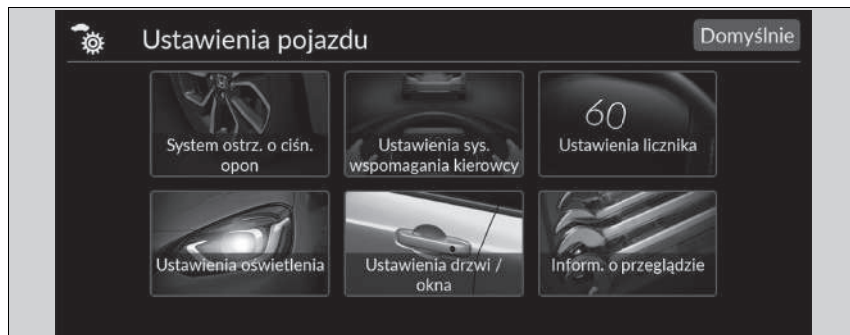 Ustawienia pojazdu
Domyślnie
System ostrz. o ciśn.
opon
Ustawienia sys.
wspomagania kierowcy
60
Ustawienia licznika
Ustawienia oświetlenia
Ustawienia drzwi /
okna
Inform. o przeglądzie